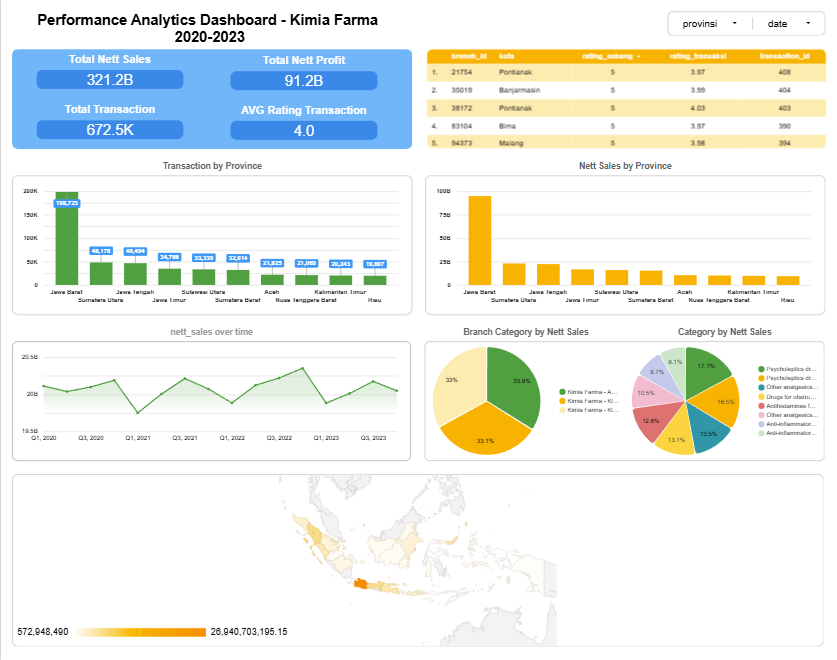 Performance Analytics Dashboard - Kimia Farma
2020-2023
provinsi
date
Total Nett Sales
321.2B
Total Nett Profit
91.2B
Total Transaction
672.5K
AVG Rating Transaction
4.0
branch_id kota rating_cabang rating_transaksi transaction_id
1. 21754 Pontianak 5 3.97 408
2. 35019 Banjarmasin 5 3.99 404
3. 38172 Pontianak 5 4.03 403
4. 83104 Bima 5 3.97 390
5. 94373 Malang 5 3.98 394
Transaction by Province
200K
150K
100K
50K
0
198,723
48,178
46,494
34,766
33,339
32,014
21,825
21,069
20,243
19,807
Jawa Barat
Sumatera Utara
Jawa Tengah
Jawa Timur
Sulawesi Utara
Sumatera Barat
Aceh
Nusa Tenggara Barat
Kalimantan Timur
Riau
Nett Sales by Province
100B
75B
50B
25B
0
Jawa Barat
Sumatera Utara
Jawa Tengah
Jawa Timur
Sulawesi Utara
Sumatera Barat
Aceh
Nusa Tenggara Barat
Kalimantan Timur
Riau
nett_sales over time
20.5B
20B
19.5B
Q1, 2020
Q3, 2020
Q1, 2021
Q3, 2021
Q1, 2022
Q3, 2022
Q1, 2023
Q3, 2023
Branch Category by Nett Sales
33%
33.9%
33.1%
Kimia Farma - A...
Kimia Farma - Kl...
Kimia Farma - Kl...
Category by Nett Sales
8.1%
17.1%
8.7%
10.5%
16.5%
12.6%
13.1%
13.5%
Psycholeptics dr...
Psycholeptics dr...
Other analgesics...
Drugs for obstru...
Antihistamines f...
Other analgesics...
Anti-inflammator...
Anti-inflammator...
572,948,490
26,940,703,195.15